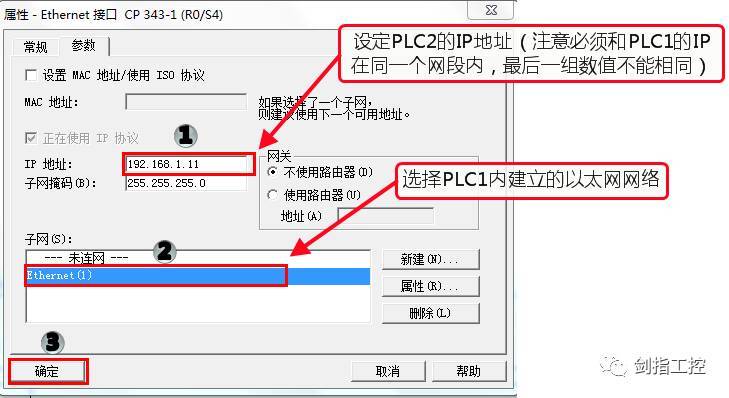 属性 - Ethernet 接口  CP 343-1 (R0/S4)
常规
参数
设定PLC2的IP地址（注意必须和PLC1的IP
在同一个网段内，最后一组数值不能相同）
设置 MAC 地址/使用 ISO 协议
MAC 地址:
如果选择了一个子网，
则建议使用下一个可用地址。
正在使用 IP 协议
1
IP 地址:
192.168.1.11
子网掩码(B):
255.255.255.0
网关
不使用路由器(D)
使用路由器(U)
地址(A)
选择PLC1内建立的以太网网络
子网(S):
2
--- 未连网 ---
Ethernet(1)
新建(N)...
属性(R)...
删除(L)
3
确定
取消
帮助
剑指工控